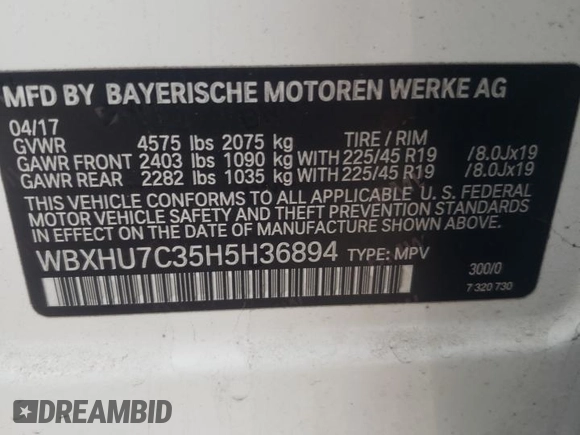 MFD BY BAYERISCHE MOTOREN WERKE AG
04/17
GVWR 4575 lbs 2075 kg TIRE / RIM
GAWR FRONT 2403 lbs 1090 kg WITH 225/45 R19 /8.0Jx19
GAWR REAR 2282 lbs 1035 kg WITH 225/45 R19 /8.0Jx19
THIS VEHICLE CONFORMS TO ALL APPLICABLE U. S. FEDERAL
MOTOR VEHICLE SAFETY AND THEFT PREVENTION STANDARDS IN
EFFECT ON THE DATE OF MANUFACTURE SHOWN ABOVE.
WBXHU7C35H5H36894 TYPE: MPV
300/0
7 320 730
DREAMBID